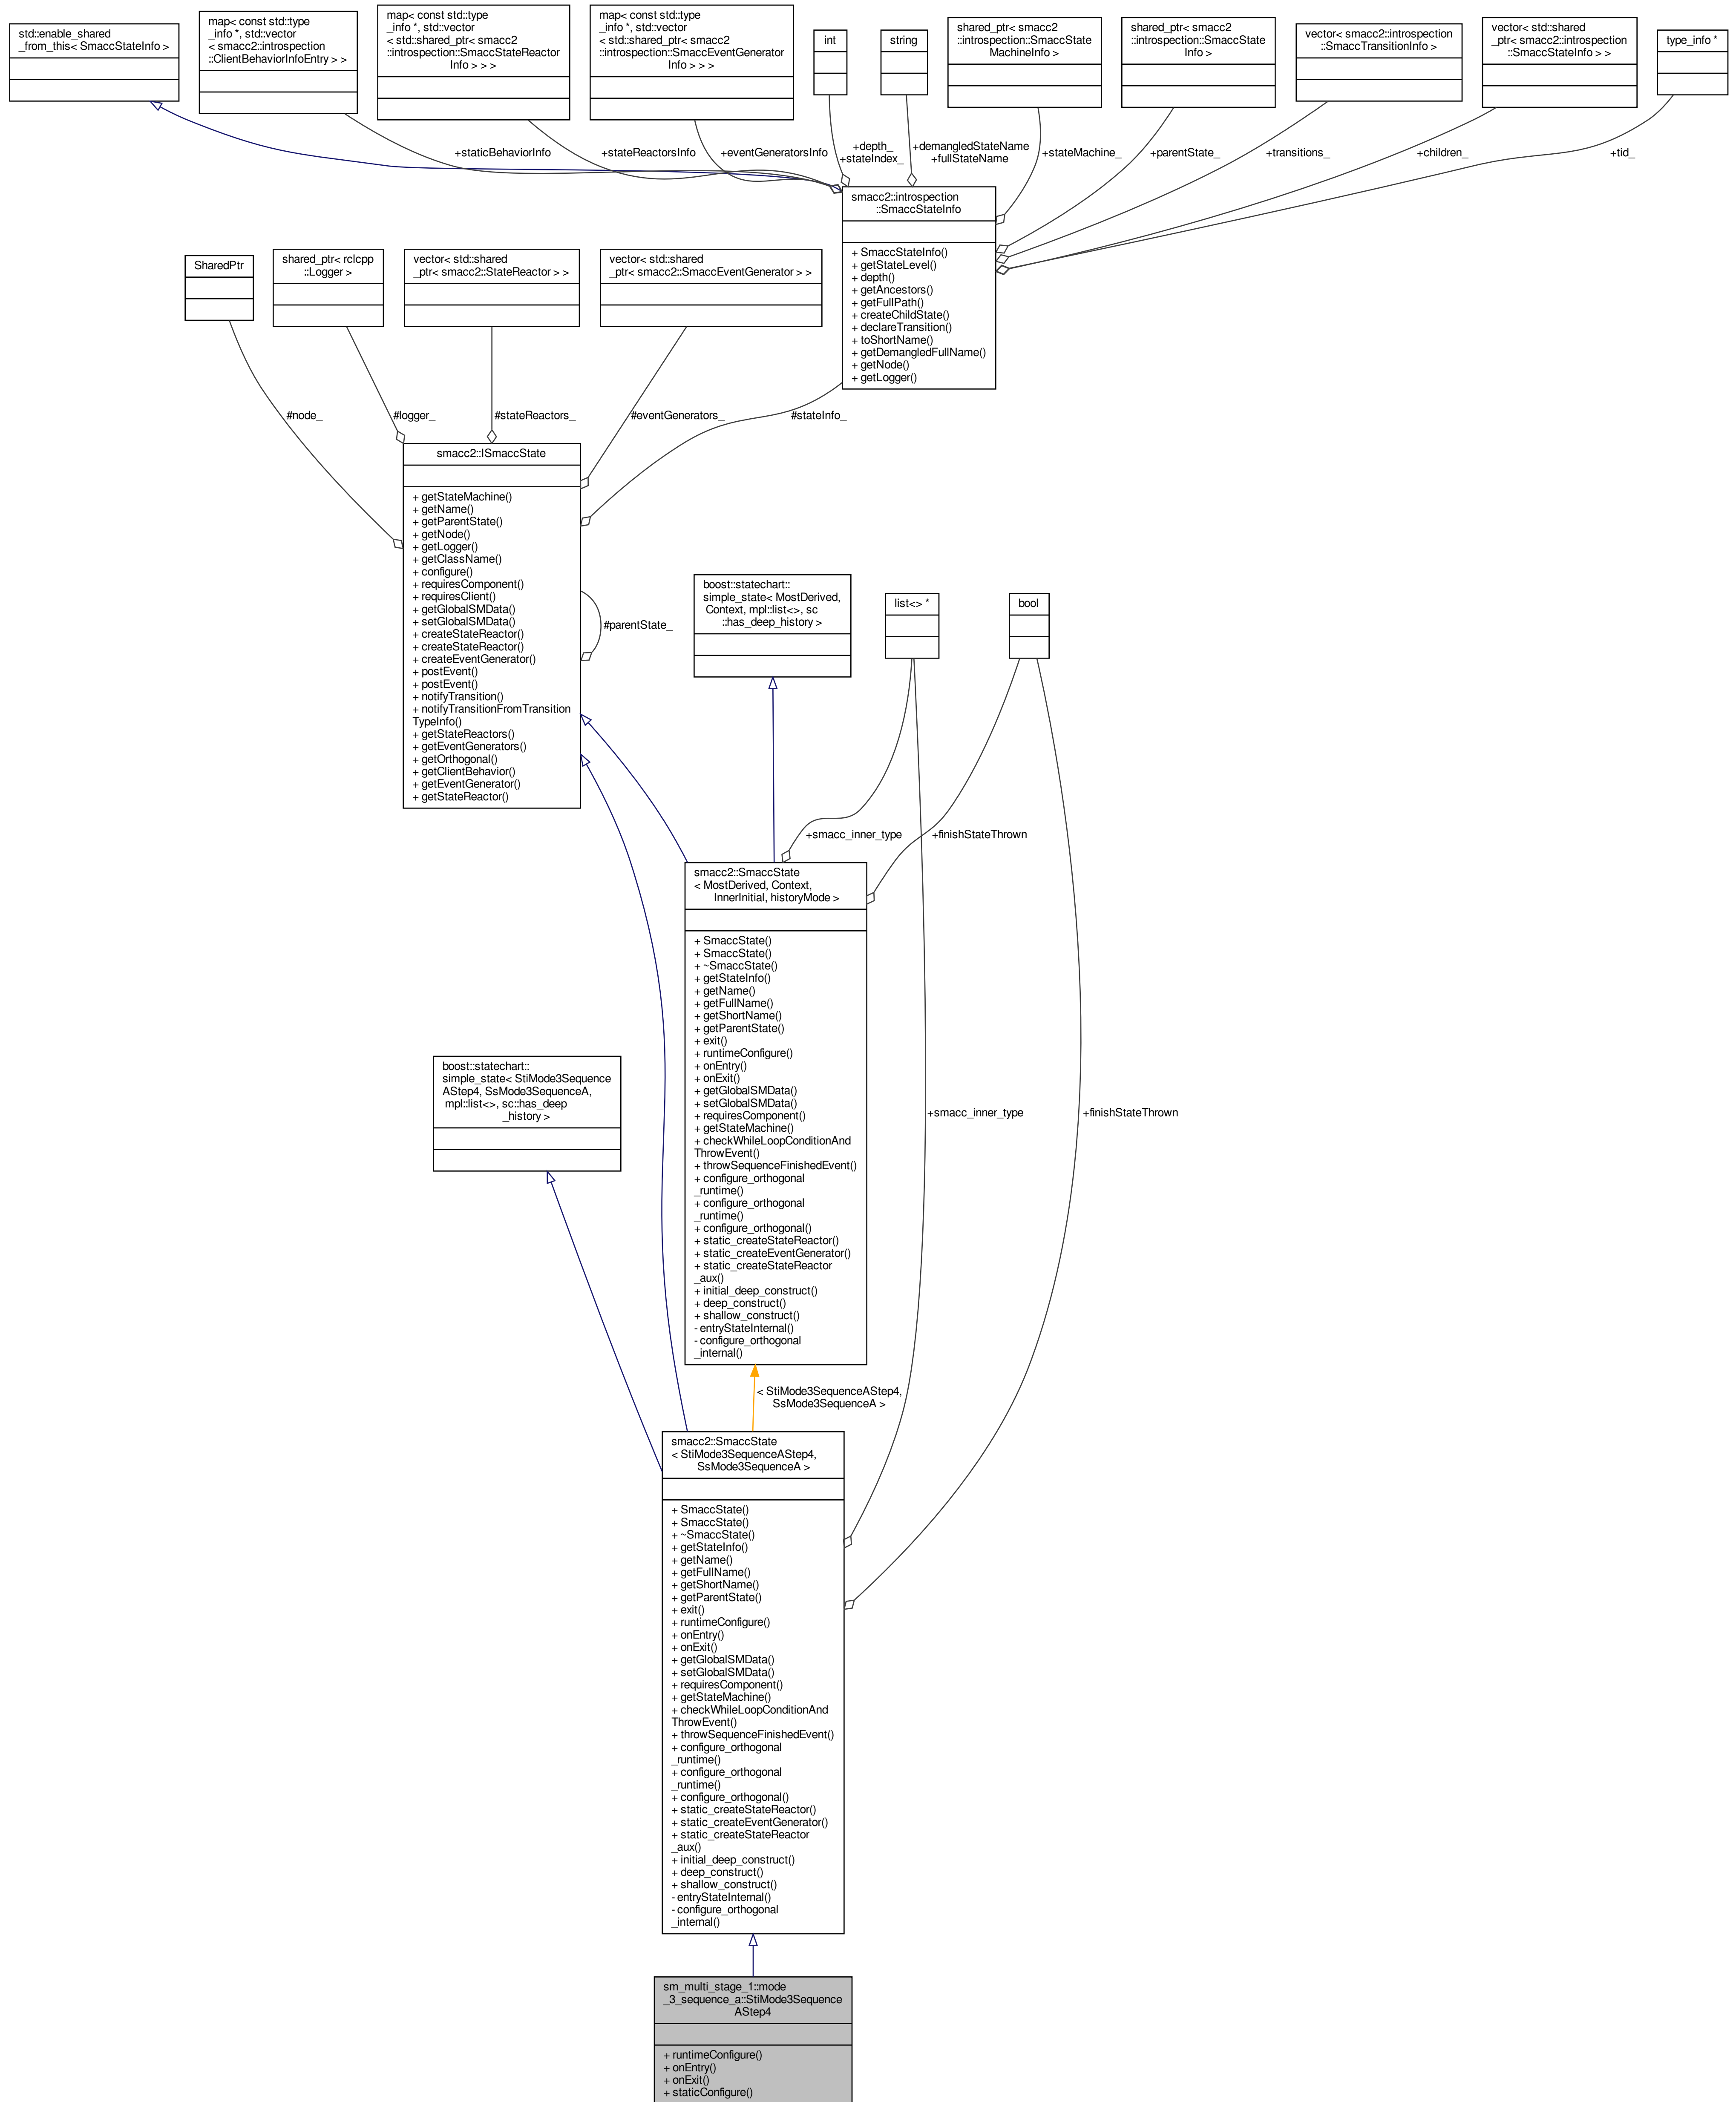 std::enable_shared
_from_this< SmaccStateInfo >
map< const std::type
_info *, std::vector
< smacc2::introspection
::ClientBehaviorInfoEntry > >
map< const std::type
_info *, std::vector
< std::shared_ptr< smacc2
::introspection::SmaccStateReactor
Info > > >
map< const std::type
_info *, std::vector
< std::shared_ptr< smacc2
::introspection::SmaccEventGenerator
Info > > >
int
string
shared_ptr< smacc2
::introspection::SmaccState
MachineInfo >
shared_ptr< smacc2
::introspection::SmaccState
Info >
vector< smacc2::introspection
::SmaccTransitionInfo >
vector< std::shared
_ptr< smacc2::introspection
::SmaccStateInfo > >
type_info *
+staticBehaviorInfo
+stateReactorsInfo
+eventGeneratorsInfo
+depth_
+stateIndex_
+demangledStateName
+fullStateName
+stateMachine_
+parentState_
+transitions_
+children_
+tid_
smacc2::introspection
::SmaccStateInfo
+ SmaccStateInfo()
+ getStateLevel()
+ depth()
+ getAncestors()
+ getFullPath()
+ createChildState()
+ declareTransition()
+ toShortName()
+ getDemangledFullName()
+ getNode()
+ getLogger()
SharedPtr
shared_ptr< rclcpp
::Logger >
vector< std::shared
_ptr< smacc2::StateReactor > >
vector< std::shared
_ptr< smacc2::SmaccEventGenerator > >
#node_
#logger_
#stateReactors_
#eventGenerators_
#stateInfo_
smacc2::ISmaccState
+ getStateMachine()
+ getName()
+ getParentState()
+ getNode()
+ getLogger()
+ getClassName()
+ configure()
+ requiresComponent()
+ requiresClient()
+ getGlobalSMData()
+ setGlobalSMData()
+ createStateReactor()
+ createStateReactor()
+ createEventGenerator()
+ postEvent()
+ postEvent()
+ notifyTransition()
+ notifyTransitionFromTransition
TypeInfo()
+ getStateReactors()
+ getEventGenerators()
+ getOrthogonal()
+ getClientBehavior()
+ getEventGenerator()
+ getStateReactor()
#parentState_
boost::statechart::
simple_state< MostDerived,
Context, mpl::list<>, sc
::has_deep_history >
list<> *
bool
+smacc_inner_type
+finishStateThrown
smacc2::SmaccState
< MostDerived, Context,
InnerInitial, historyMode >
+ SmaccState()
+ SmaccState()
+ ~SmaccState()
+ getStateInfo()
+ getName()
+ getFullName()
+ getShortName()
+ getParentState()
+ exit()
+ runtimeConfigure()
+ onEntry()
+ onExit()
+ getGlobalSMData()
+ setGlobalSMData()
+ requiresComponent()
+ getStateMachine()
+ checkWhileLoopConditionAnd
ThrowEvent()
+ throwSequenceFinishedEvent()
+ configure_orthogonal
_runtime()
+ configure_orthogonal
_runtime()
+ configure_orthogonal()
+ static_createStateReactor()
+ static_createEventGenerator()
+ static_createStateReactor
_aux()
+ initial_deep_construct()
+ deep_construct()
+ shallow_construct()
- entryStateInternal()
- configure_orthogonal
_internal()
boost::statechart::
simple_state< StiMode3Sequence
AStep4, SsMode3SequenceA,
mpl::list<>, sc::has_deep
_history >
+smacc_inner_type
+finishStateThrown
< StiMode3SequenceAStep4,
SsMode3SequenceA >
smacc2::SmaccState
< StiMode3SequenceAStep4,
SsMode3SequenceA >
+ SmaccState()
+ SmaccState()
+ ~SmaccState()
+ getStateInfo()
+ getName()
+ getFullName()
+ getShortName()
+ getParentState()
+ exit()
+ runtimeConfigure()
+ onEntry()
+ onExit()
+ getGlobalSMData()
+ setGlobalSMData()
+ requiresComponent()
+ getStateMachine()
+ checkWhileLoopConditionAnd
ThrowEvent()
+ throwSequenceFinishedEvent()
+ configure_orthogonal
_runtime()
+ configure_orthogonal
_runtime()
+ configure_orthogonal()
+ static_createStateReactor()
+ static_createEventGenerator()
+ static_createStateReactor
_aux()
+ initial_deep_construct()
+ deep_construct()
+ shallow_construct()
- entryStateInternal()
- configure_orthogonal
_internal()
sm_multi_stage_1::mode
_3_sequence_a::StiMode3Sequence
AStep4
+ runtimeConfigure()
+ onEntry()
+ onExit()
+ staticConfigure()